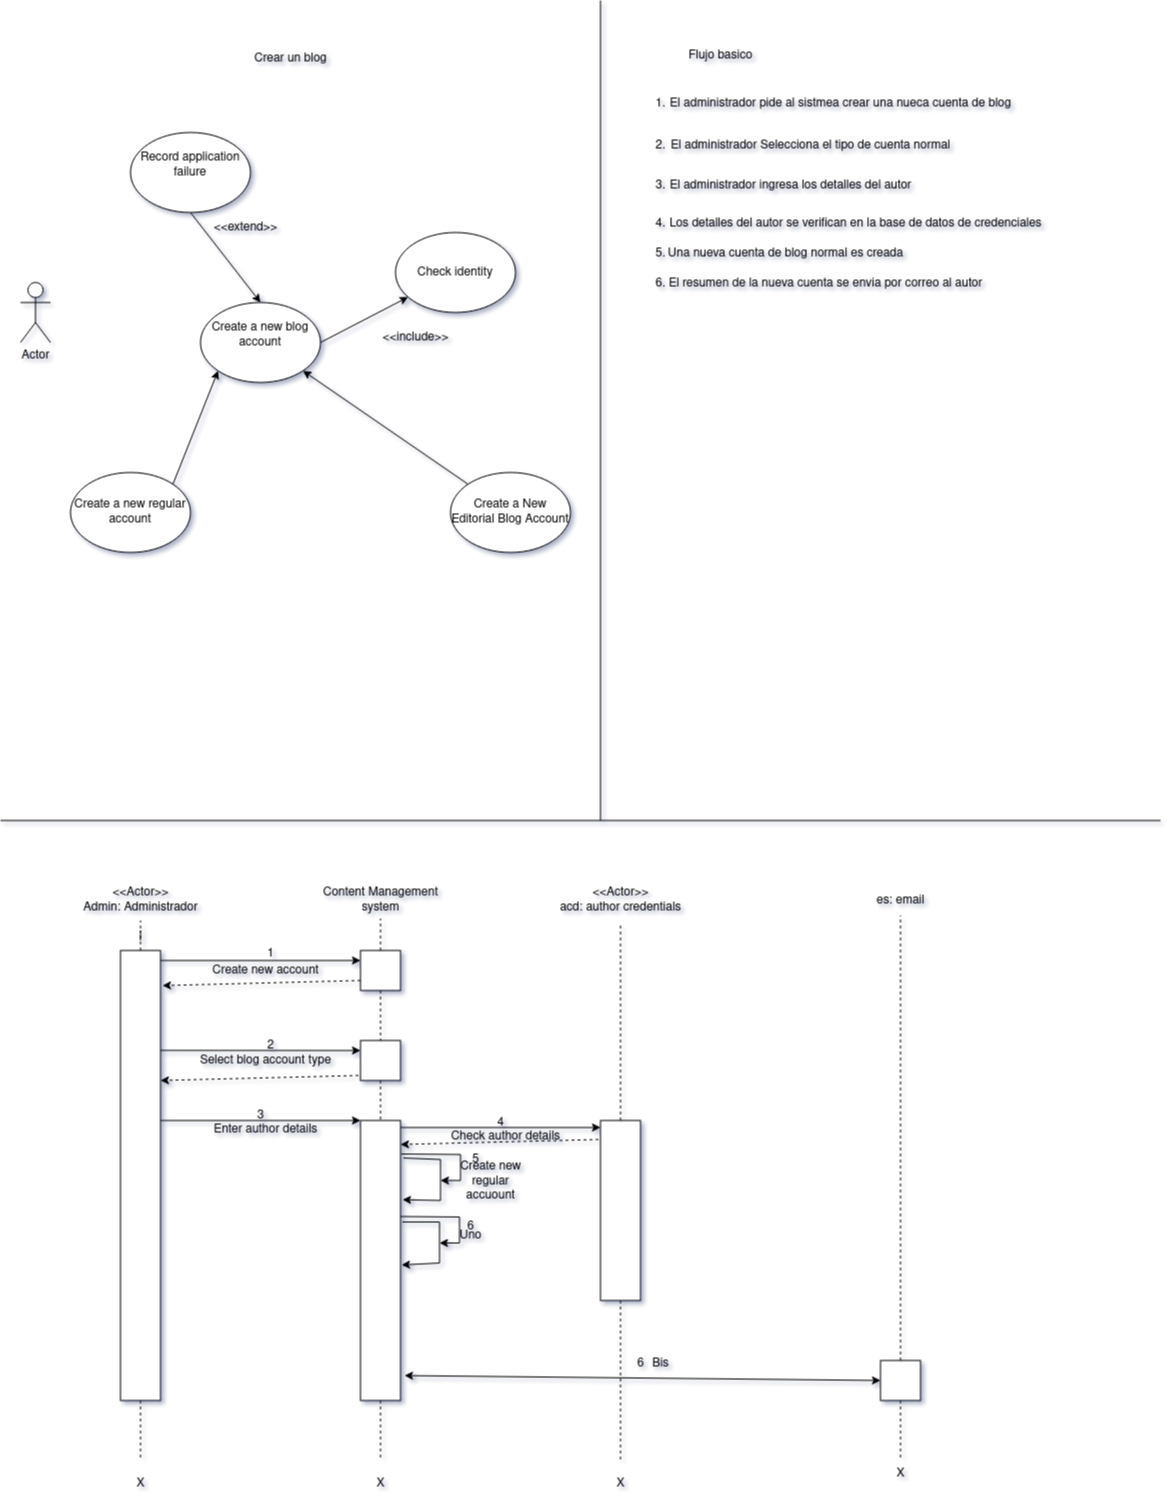 Crear un blog
Record application
failure
<<extend>>
Check identity
<<include>>
Create a new blog
account
Actor
Create a new regular
account
Create a New
Editorial Blog Account
Flujo basico
1. El administrador pide al sistmea crear una nueca cuenta de blog
2. El administrador Selecciona el tipo de cuenta normal
3. El administrador ingresa los detalles del autor
4. Los detalles del autor se verifican en la base de datos de credenciales
5. Una nueva cuenta de blog normal es creada
6. El resumen de la nueva cuenta se envia por correo al autor
<<Actor>>
Admin: Administrador
Content Management
system
<<Actor>>
acd: author credentials
es: email
1
Create new account
2
Select blog account type
3
Enter author details
4
Check author details
5
Create new
regular
accuount
6
Uno
6 Bis
X
X
X
X